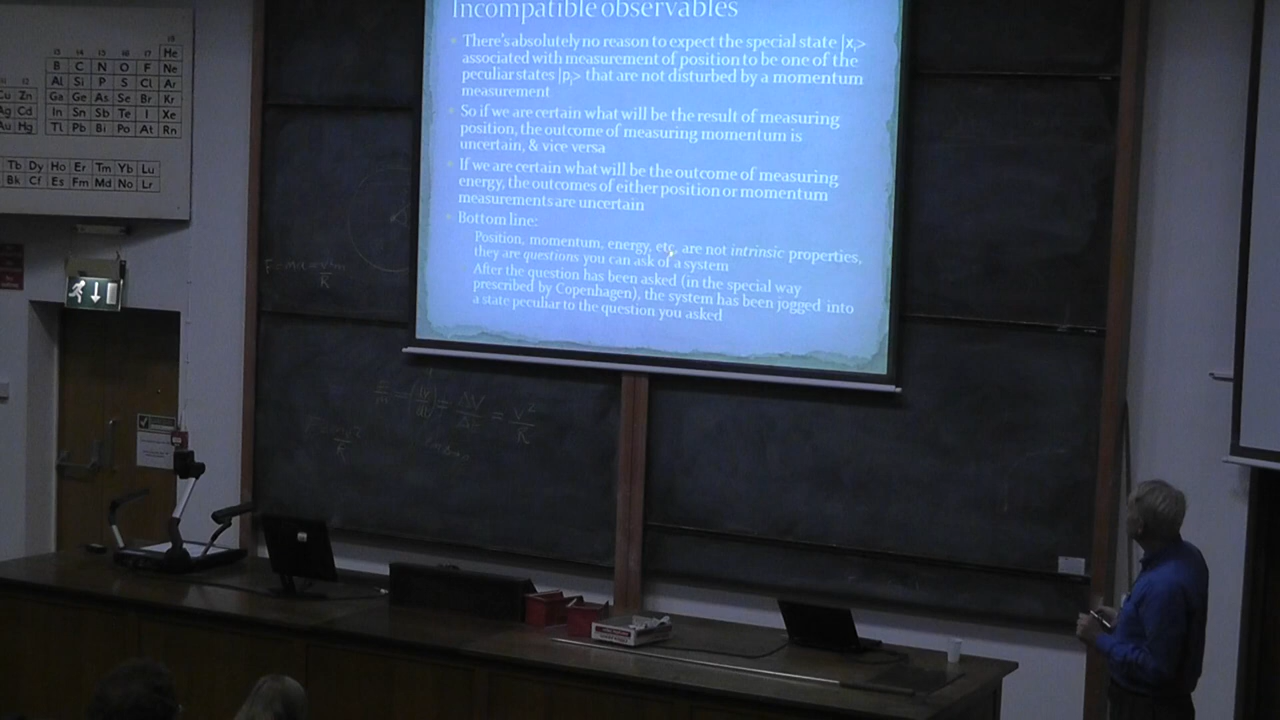 Incompatible observables
There's absolutely no reason to expect the special state |xᵢ>
associated with measurement of position to be one of the
peculiar states |pᵢ> that are not disturbed by a momentum
measurement
So if we are certain what will be the result of measuring
position, the outcome of measuring momentum is
uncertain, & vice versa
If we are certain what will be the outcome of measuring
energy, the outcomes of either position or momentum
measurements are uncertain
Bottom line:
Position, momentum, energy, etc, are not intrinsic properties,
they are questions you can ask of a system
After the question has been asked (in the special way
prescribed by Copenhagen), the system has been jogged into
a state peculiar to the question you asked
18
13 14 15 16 17 He
B C N O F Ne
12 Al Si P S Cl Ar
Cu Zn Ga Ge As Se Br Kr
Ag Cd In Sn Sb Te I Xe
Au Hg Tl Pb Bi Po At Rn
Tb Dy Ho Er Tm Yb Lu
Bk Cf Es Fm Md No Lr